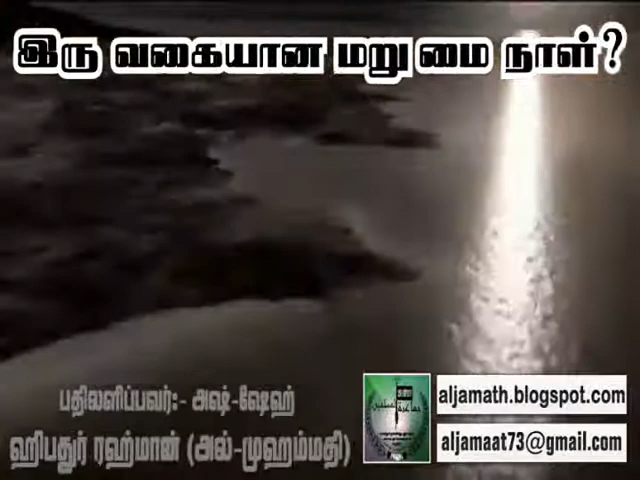 இரு வகையான மறுமை நாள்?
பதிலளிப்பவர்:- அஷ்-ஷேஹ்
ஹிபதுர் ரஹ்மான் (அல்-முஹம்மதி)
aljamath.blogspot.com
aljamaat73@gmail.com